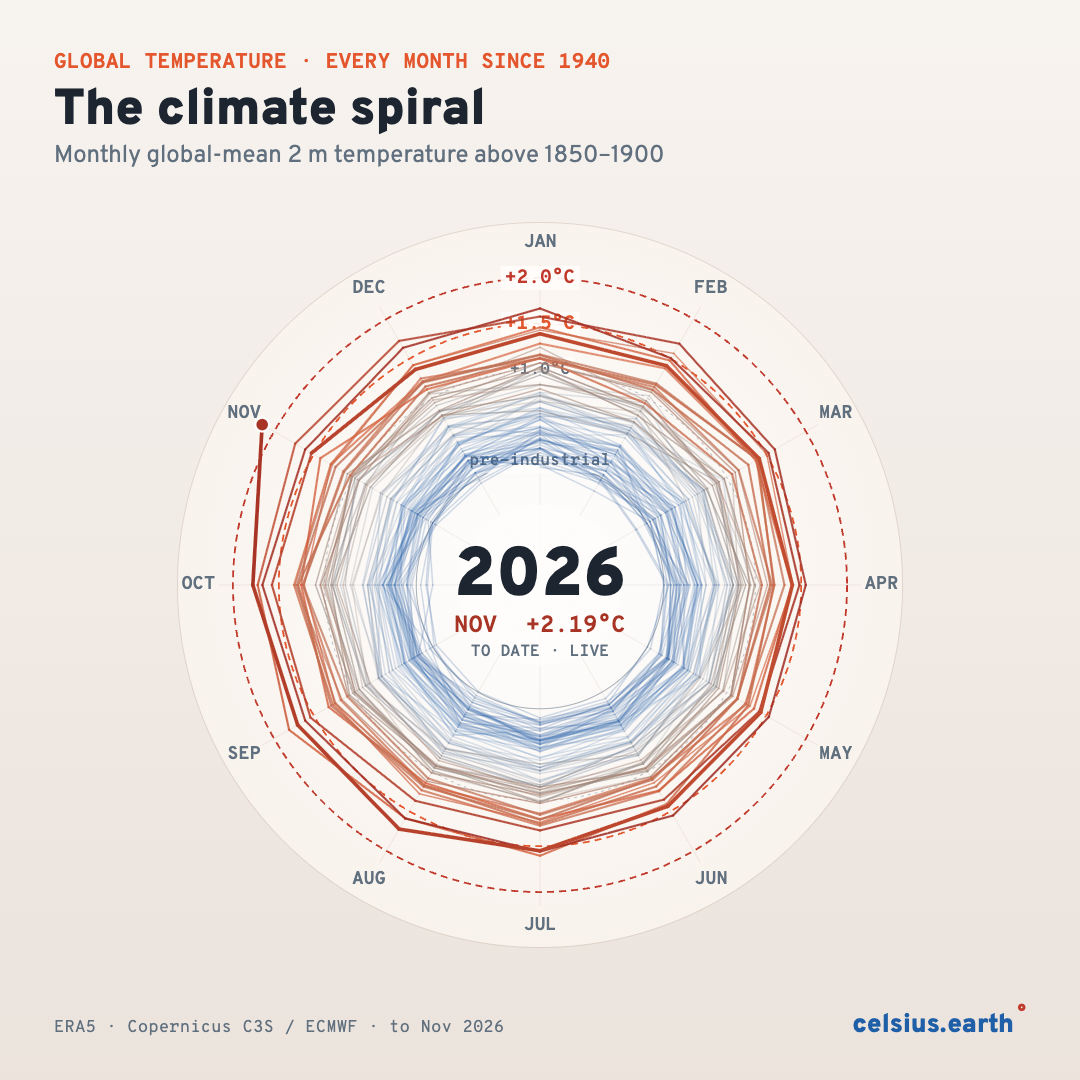 GLOBAL TEMPERATURE · EVERY MONTH SINCE 1940
The climate spiral
Monthly global-mean 2 m temperature above 1850–1900
JAN
+2.0°C
DEC
FEB
+1.5°C
+1.0°C
NOV
MAR
pre-industrial
2026
OCT
APR
NOV +2.19°C
TO DATE · LIVE
SEP
MAY
AUG
JUN
JUL
ERA5 · Copernicus C3S / ECMWF · to Nov 2026
celsius.earth°